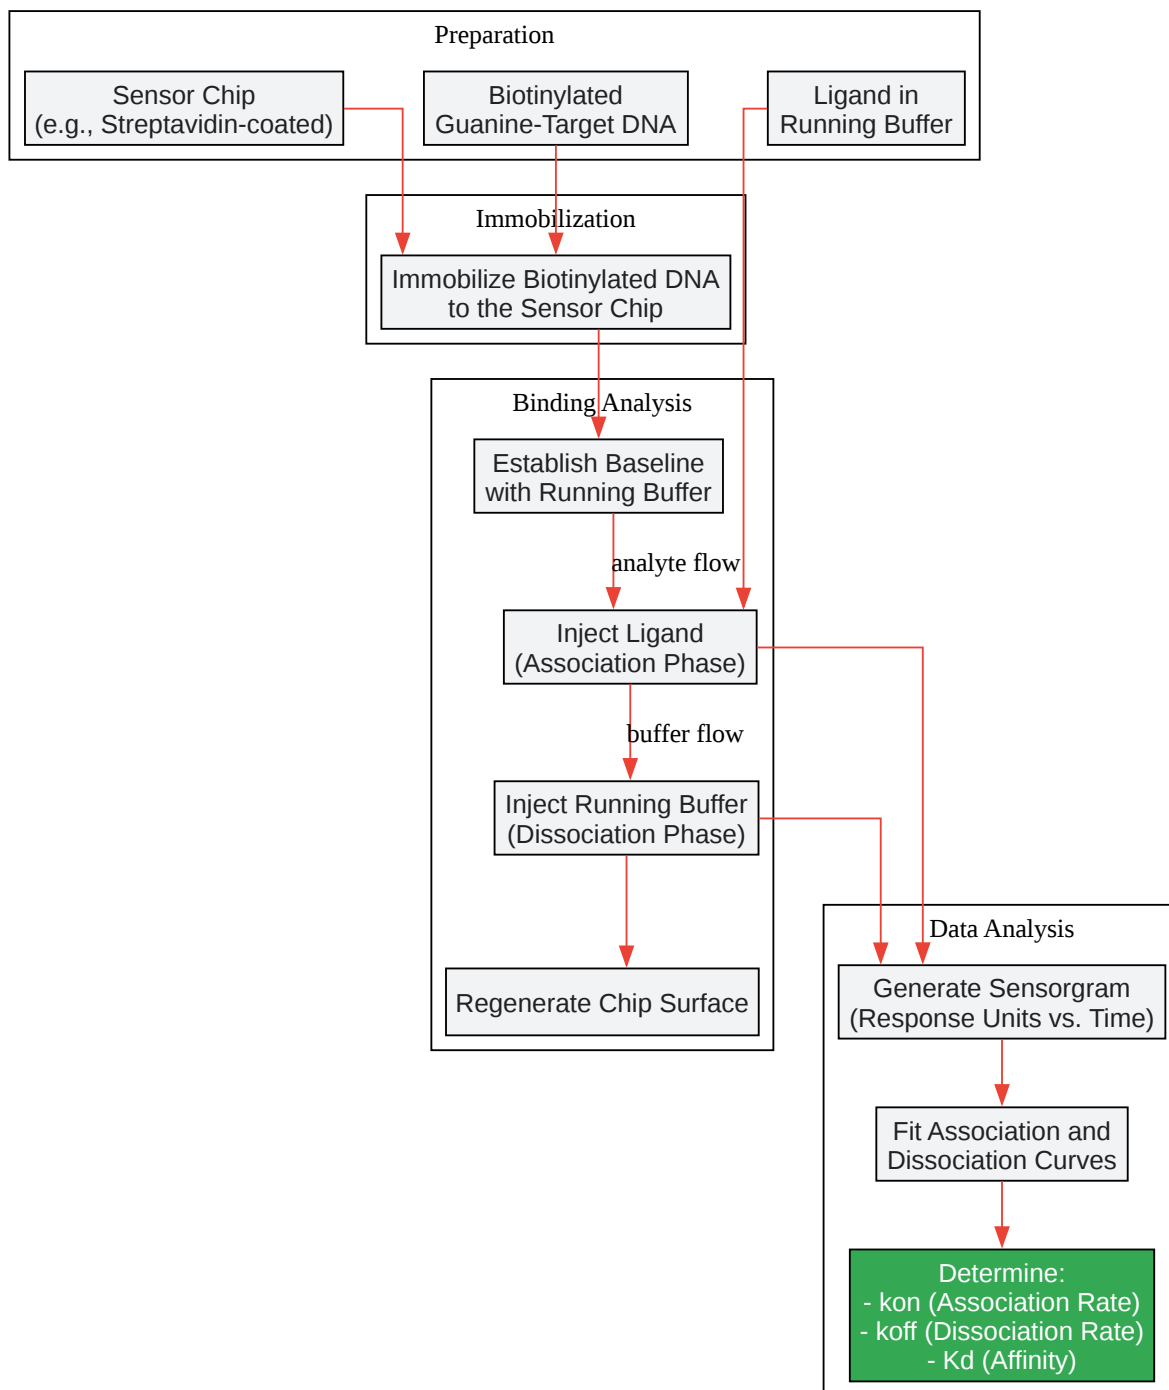 Preparation
Sensor Chip
(e.g., Streptavidin-coated)
Biotinylated
Guanine-Target DNA
Ligand in
Running Buffer
Immobilization
Immobilize Biotinylated DNA
to the Sensor Chip
Binding Analysis
Establish Baseline
with Running Buffer
analyte flow
Inject Ligand
(Association Phase)
buffer flow
Inject Running Buffer
(Dissociation Phase)
Regenerate Chip Surface
Data Analysis
Generate Sensorgram
(Response Units vs. Time)
Fit Association and
Dissociation Curves
Determine:
- kon (Association Rate)
- koff (Dissociation Rate)
- Kd (Affinity)